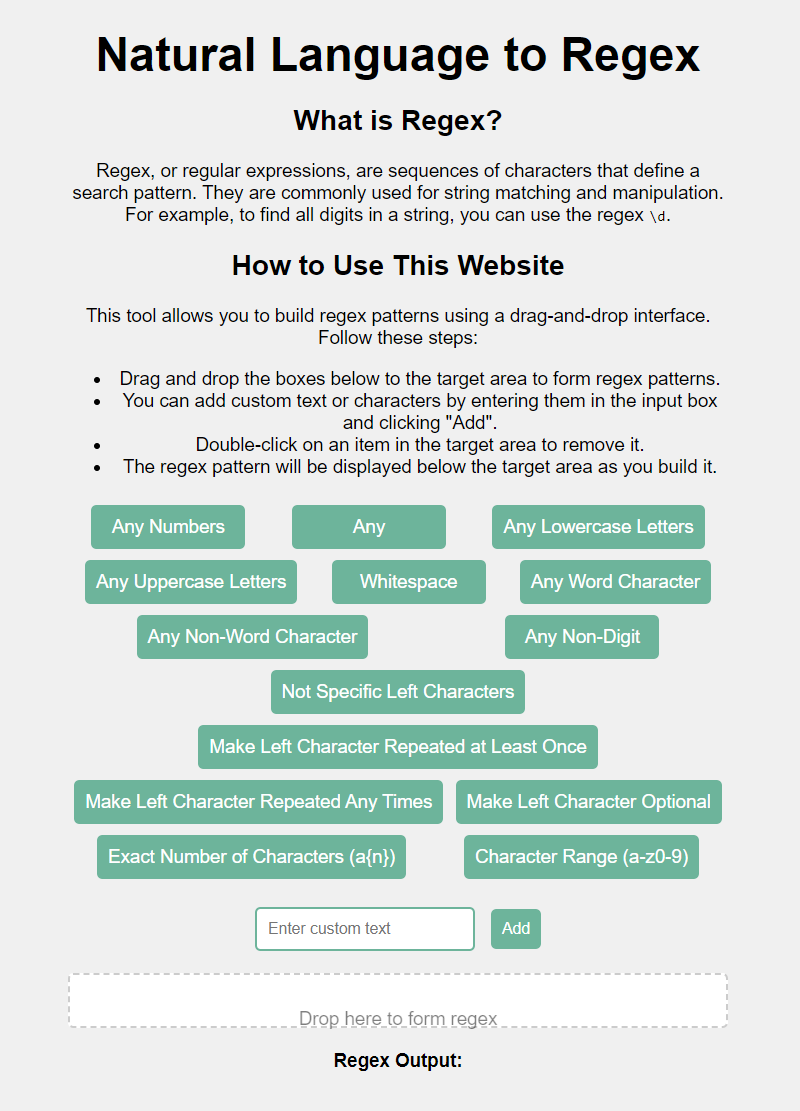 Natural Language to Regex
What is Regex?
Regex, or regular expressions, are sequences of characters that define a
search pattern. They are commonly used for string matching and manipulation.
For example, to find all digits in a string, you can use the regex \d.
How to Use This Website
This tool allows you to build regex patterns using a drag-and-drop interface.
Follow these steps:
• Drag and drop the boxes below to the target area to form regex patterns.
• You can add custom text or characters by entering them in the input box
and clicking "Add".
• Double-click on an item in the target area to remove it.
• The regex pattern will be displayed below the target area as you build it.
Any Numbers
Any
Any Lowercase Letters
Any Uppercase Letters
Whitespace
Any Word Character
Any Non-Word Character
Any Non-Digit
Not Specific Left Characters
Make Left Character Repeated at Least Once
Make Left Character Repeated Any Times
Make Left Character Optional
Exact Number of Characters (a{n})
Character Range (a-z0-9)
Enter custom text
Add
Drop here to form regex
Regex Output: